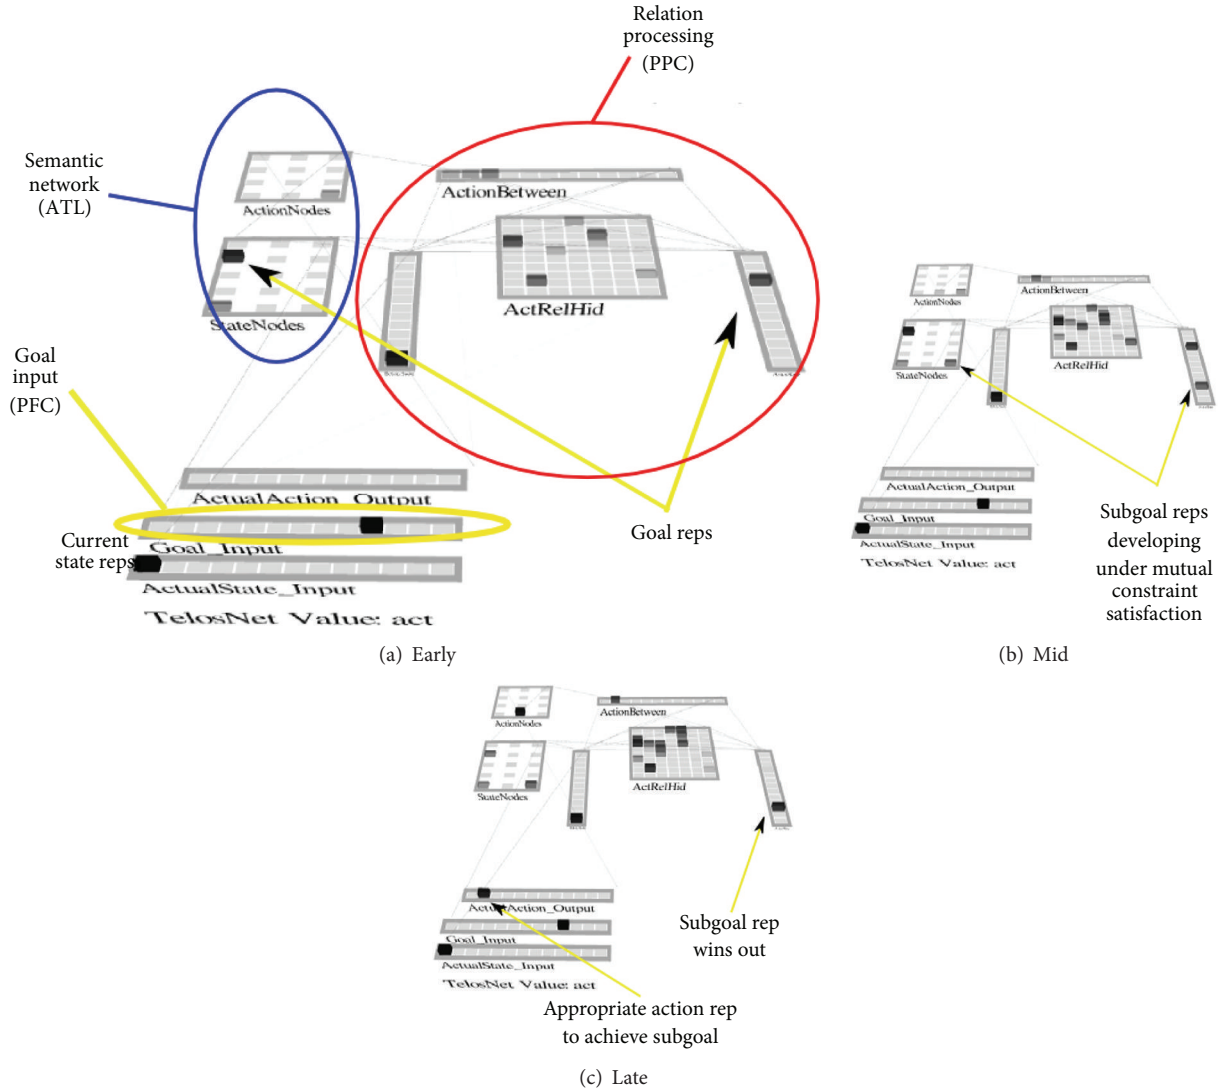 Relation
processing
(PPC)
Semantic
network
(ATL)
ActionNodes
ActionBetween
StateNodes
ActRelHid
Goal
input
(PFC)
ActualAction_Output
Goal_Input
Current
state reps
ActualState_Input
TelosNet Value: act
Goal reps
(a) Early
ActionNodes
ActionBetween
StateNodes
ActRelHid
ActualAction_Output
Goal_Input
ActualState_Input
TelosNet Value: act
Subgoal reps
developing
under mutual
constraint
satisfaction
(b) Mid
ActionNodes
ActionBetween
StateNodes
ActRelHid
ActualAction_Output
Goal_Input
ActualState_Input
TelosNet Value: act
Subgoal rep
wins out
Appropriate action rep
to achieve subgoal
(c) Late